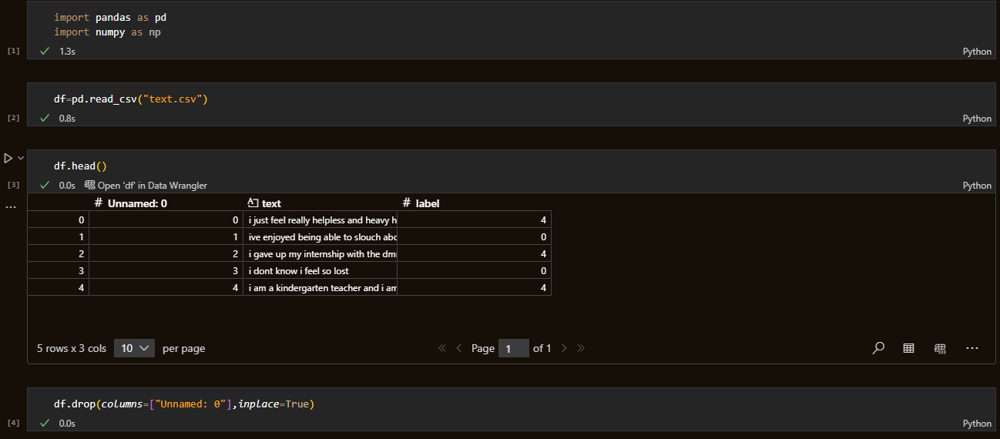 import pandas as pd
import numpy as np
[1] 1.3s Python
df=pd.read_csv("text.csv")
[2] 0.8s Python
df.head()
[3] 0.0s Open 'df' in Data Wrangler Python
... # Unnamed: 0 text # label
0 0 i just feel really helpless and heavy h 4
1 1 ive enjoyed being able to slouch abo 0
2 2 i gave up my internship with the dm 4
3 3 i dont know i feel so lost 0
4 4 i am a kindergarten teacher and i am 4
5 rows x 3 cols 10 per page « < Page 1 of 1 > » ...
df.drop(columns=["Unnamed: 0"],inplace=True)
[4] 0.0s Python